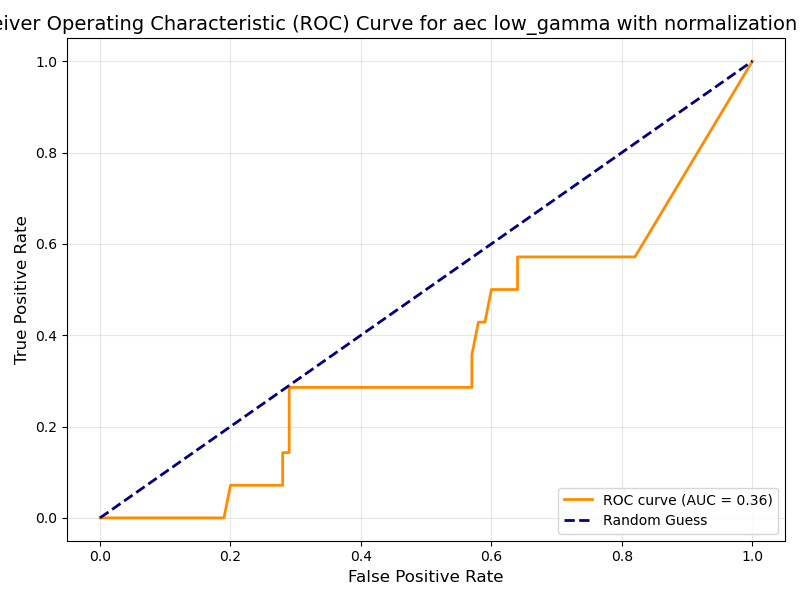 eiver Operating Characteristic (ROC) Curve for aec low_gamma with normalization
1.0
0.8
0.6
0.4
0.2
0.0
True Positive Rate
0.0 0.2 0.4 0.6 0.8 1.0
False Positive Rate
ROC curve (AUC = 0.36)
Random Guess